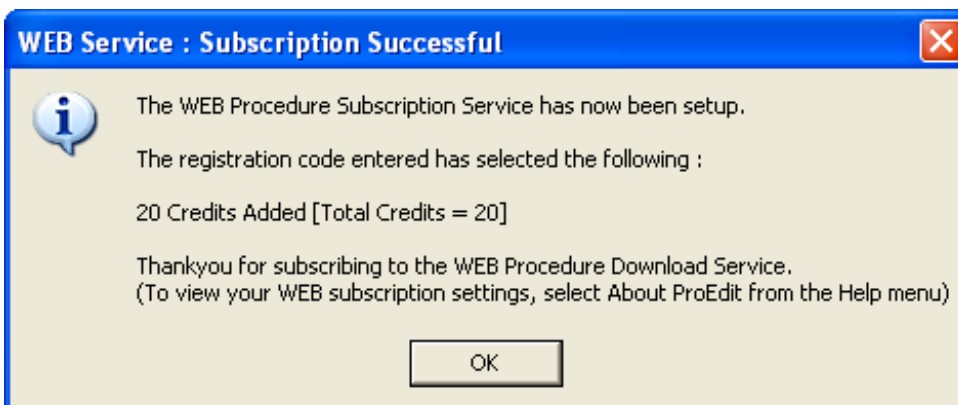 WEB Service : Subscription Successful
The WEB Procedure Subscription Service has now been setup.
The registration code entered has selected the following :
20 Credits Added [Total Credits = 20]
Thankyou for subscribing to the WEB Procedure Download Service.
(To view your WEB subscription settings, select About ProEdit from the Help menu)
OK